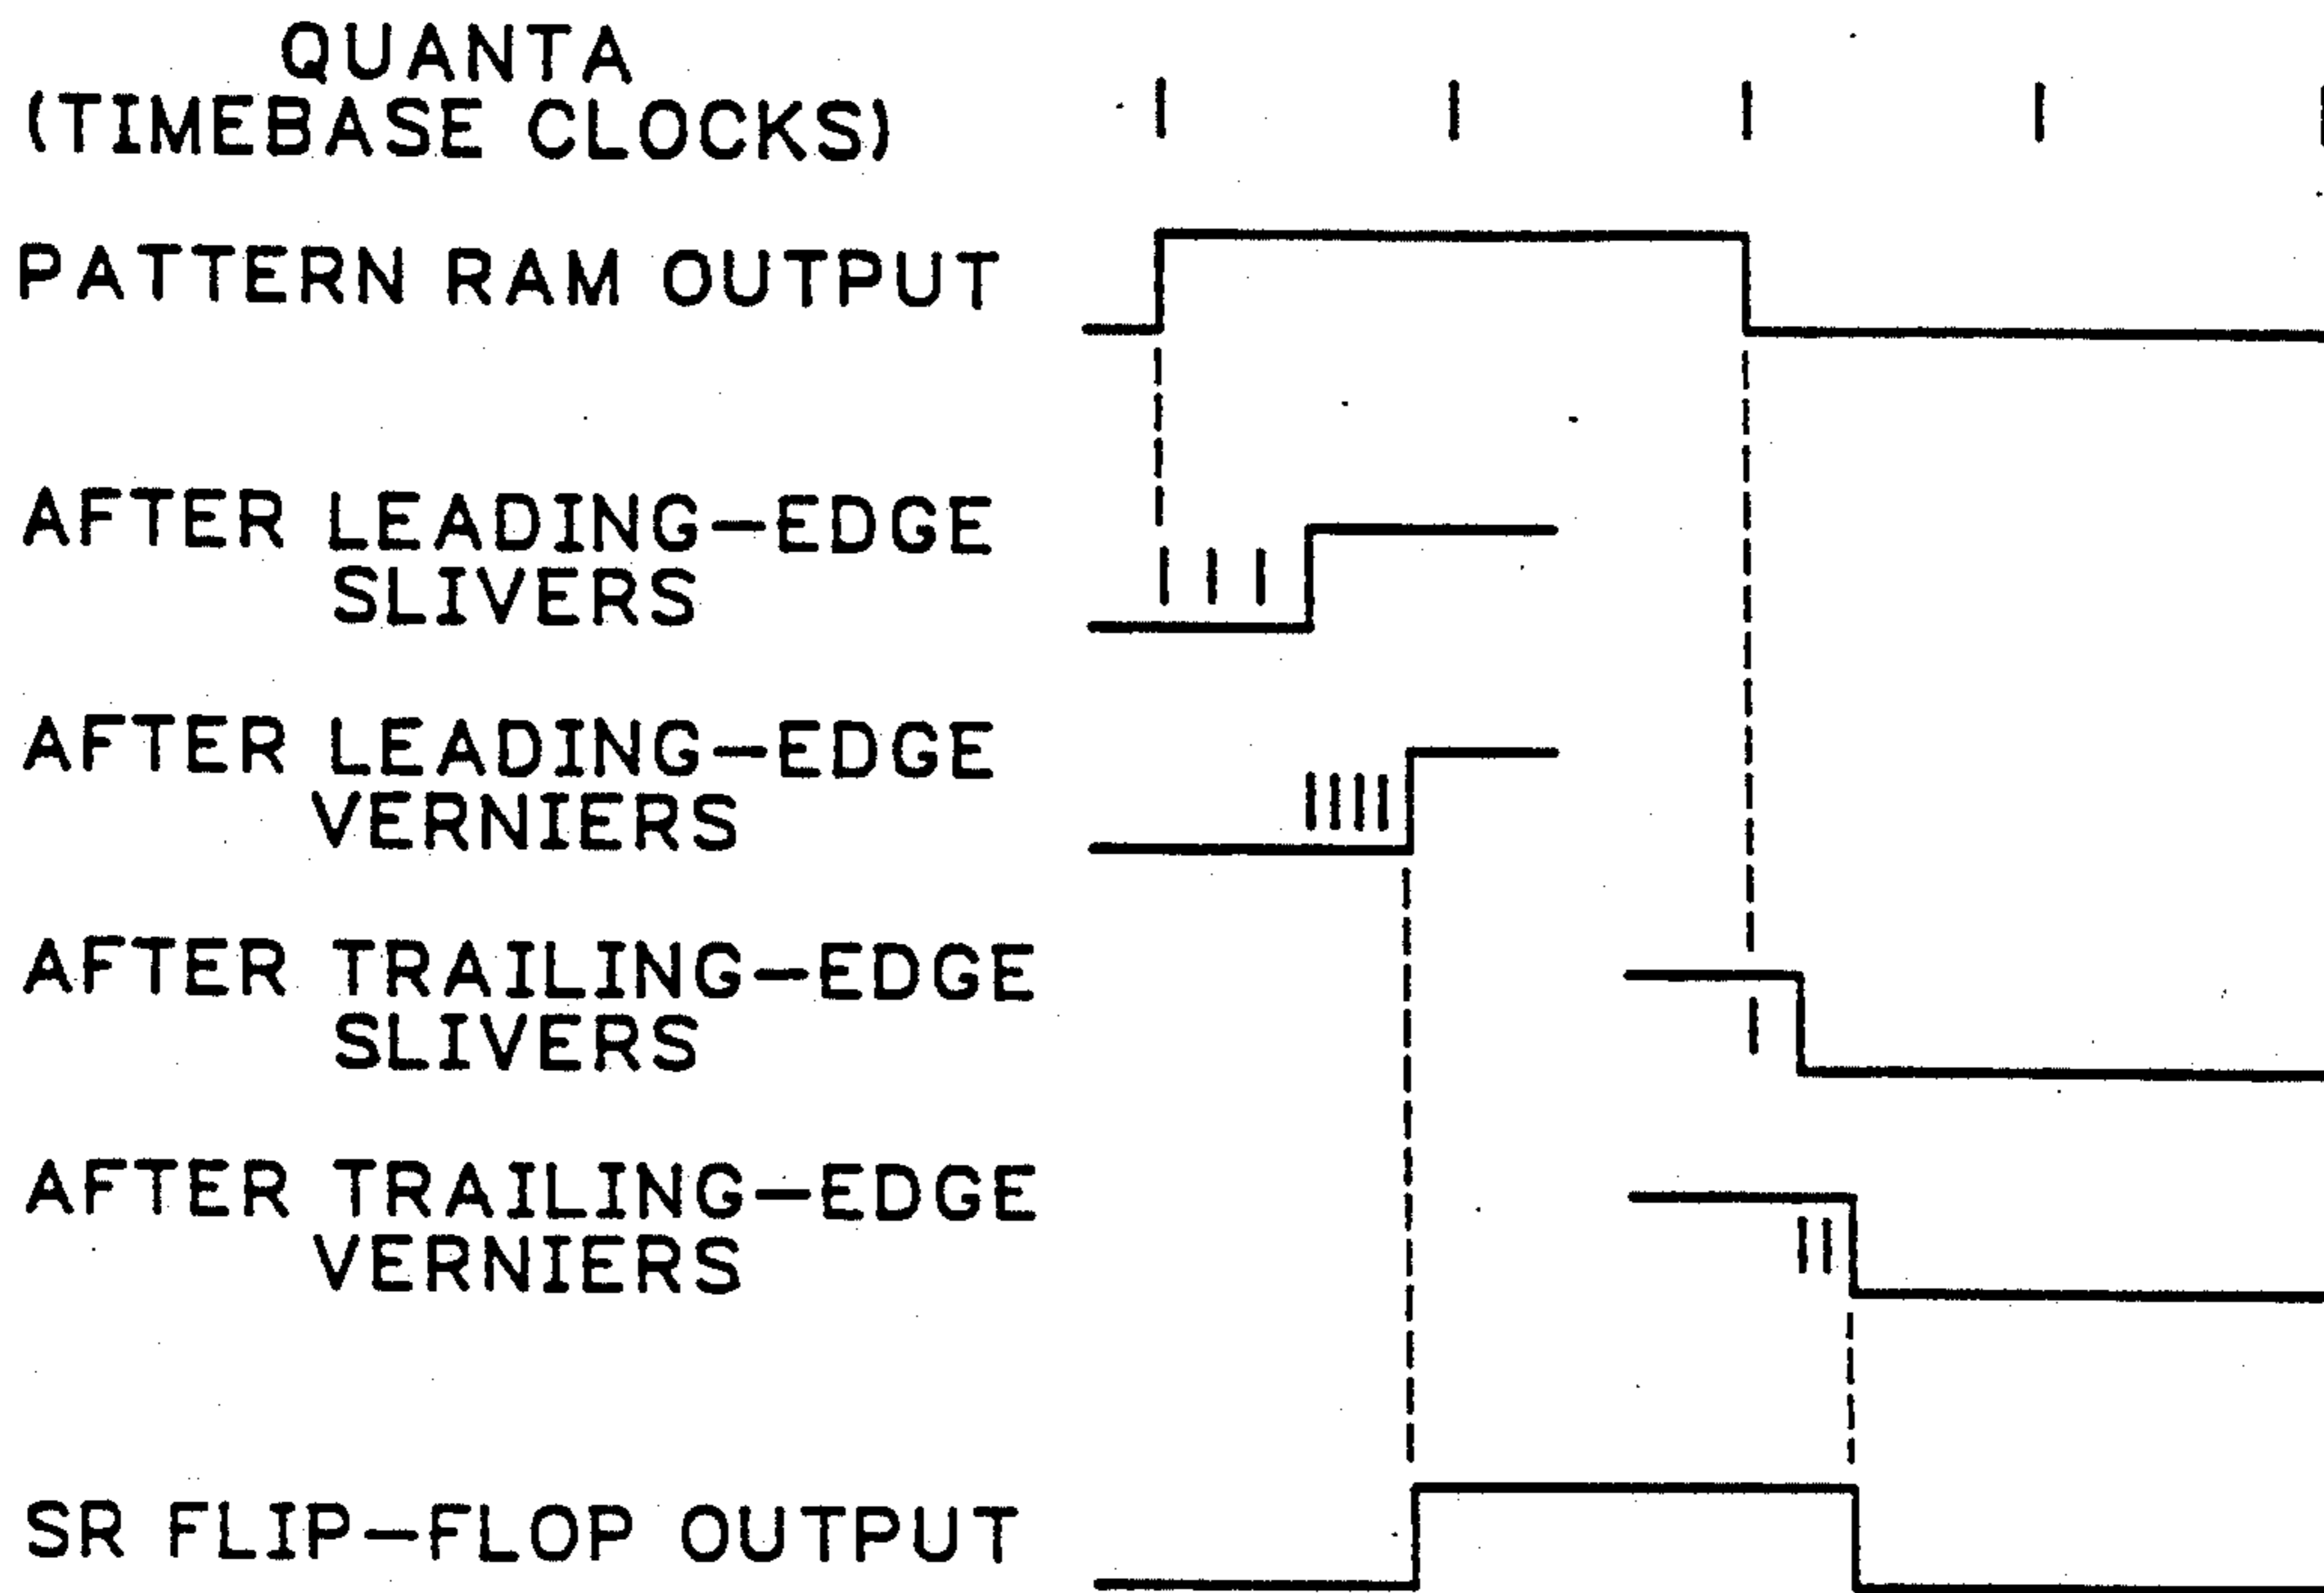 QUANTA
(TIMEBASE CLOCKS)
PATTERN RAM OUTPUT
AFTER LEADING-EDGE
SLIVERS
AFTER LEADING-EDGE
VERNIERS
AFTER TRAILING-EDGE
SLIVERS
AFTER TRAILING-EDGE
VERNIERS
SR FLIP-FLOP OUTPUT